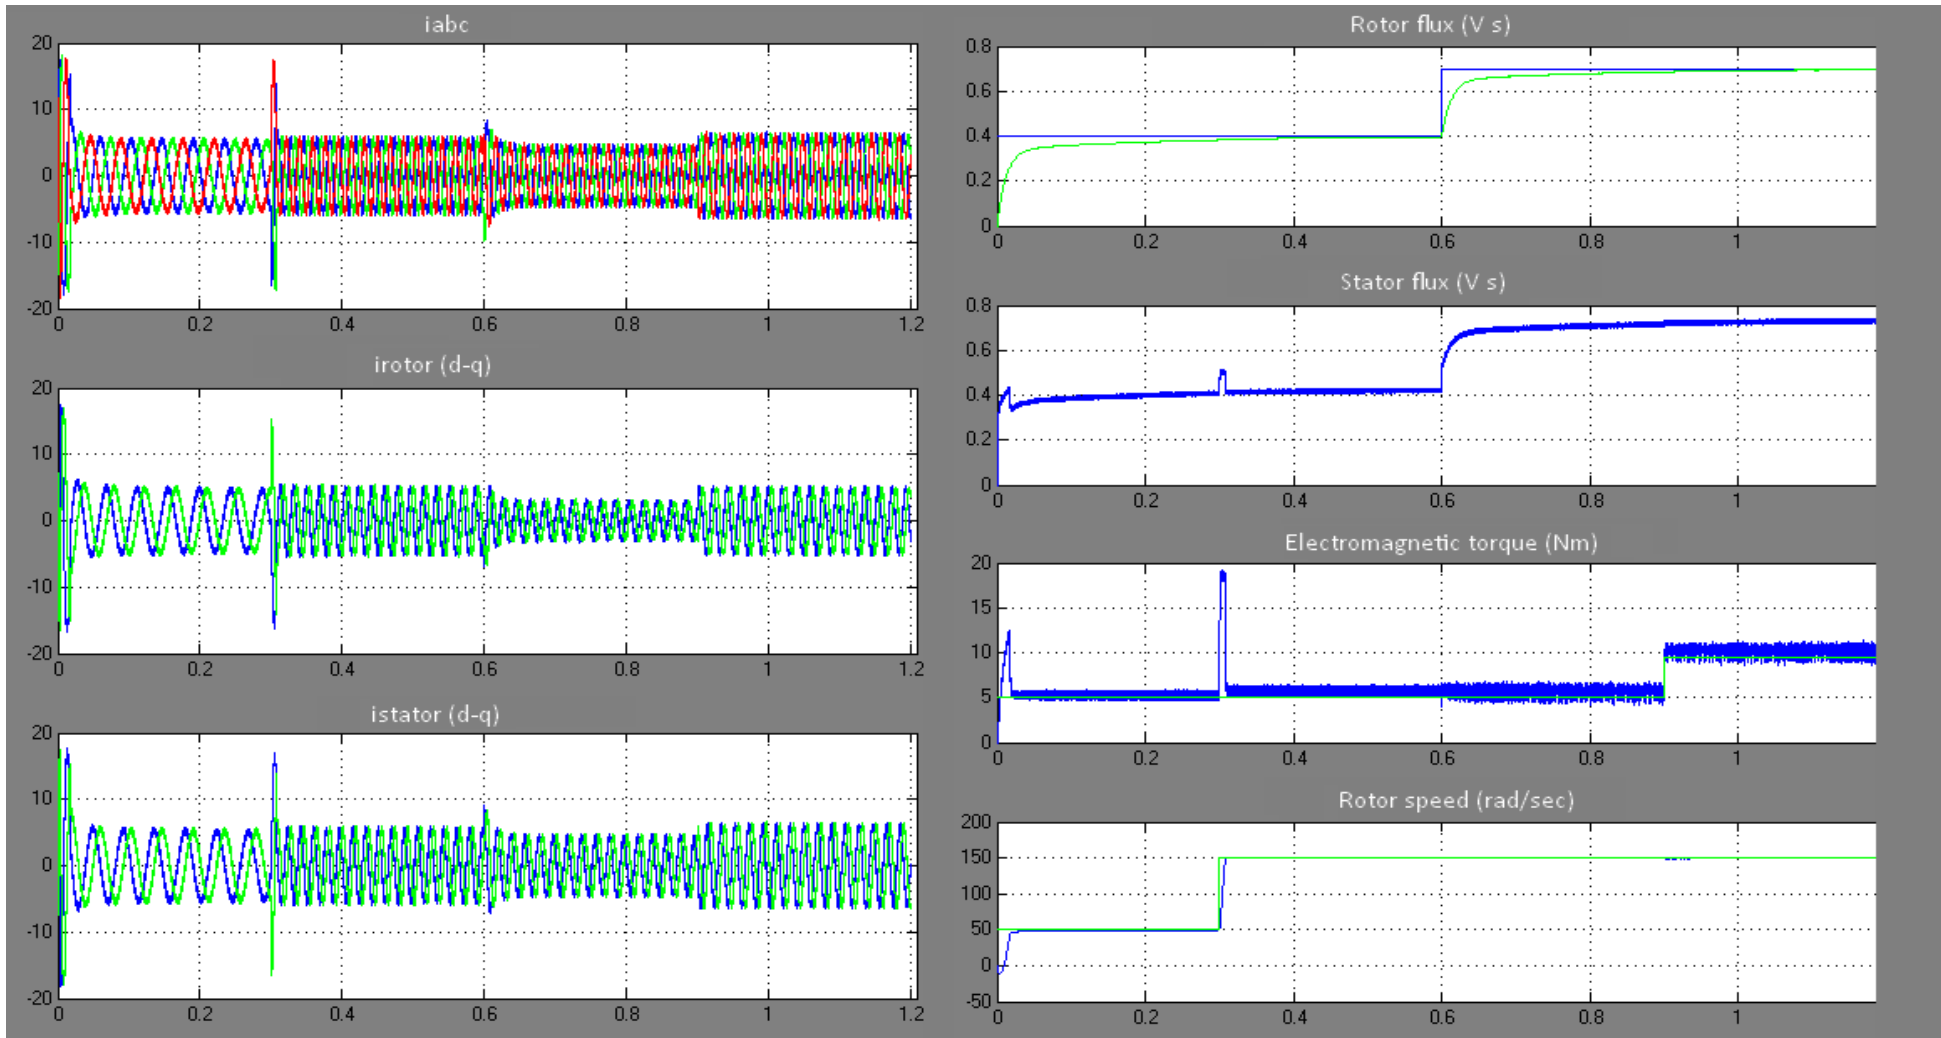 iabc
20
10
0
-10
-20
0 0.2 0.4 0.6 0.8 1 1.2
irotor (d-q)
20
10
0
-10
-20
0 0.2 0.4 0.6 0.8 1 1.2
istator (d-q)
20
10
0
-10
-20
0 0.2 0.4 0.6 0.8 1 1.2
Rotor flux (V s)
0.8
0.6
0.4
0.2
0
0 0.2 0.4 0.6 0.8 1
Stator flux (V s)
0.8
0.6
0.4
0.2
0
0 0.2 0.4 0.6 0.8 1
Electromagnetic torque (Nm)
20
15
10
5
0
0 0.2 0.4 0.6 0.8 1
Rotor speed (rad/sec)
200
150
100
50
0
-50
0 0.2 0.4 0.6 0.8 1